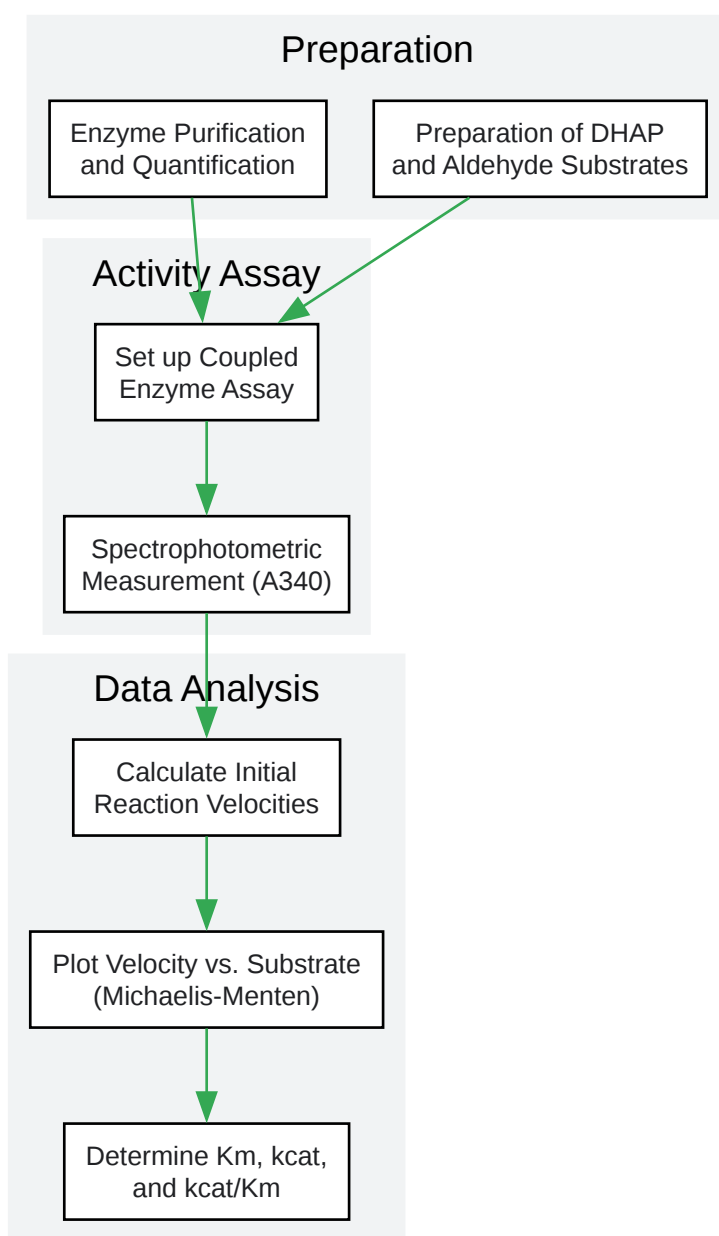 Preparation
Enzyme Purification
and Quantification
Preparation of DHAP
and Aldehyde Substrates
Activity Assay
Set up Coupled
Enzyme Assay
Spectrophotometric
Measurement (A340)
Data Analysis
Calculate Initial
Reaction Velocities
Plot Velocity vs. Substrate
(Michaelis-Menten)
Determine Km, kcat,
and kcat/Km